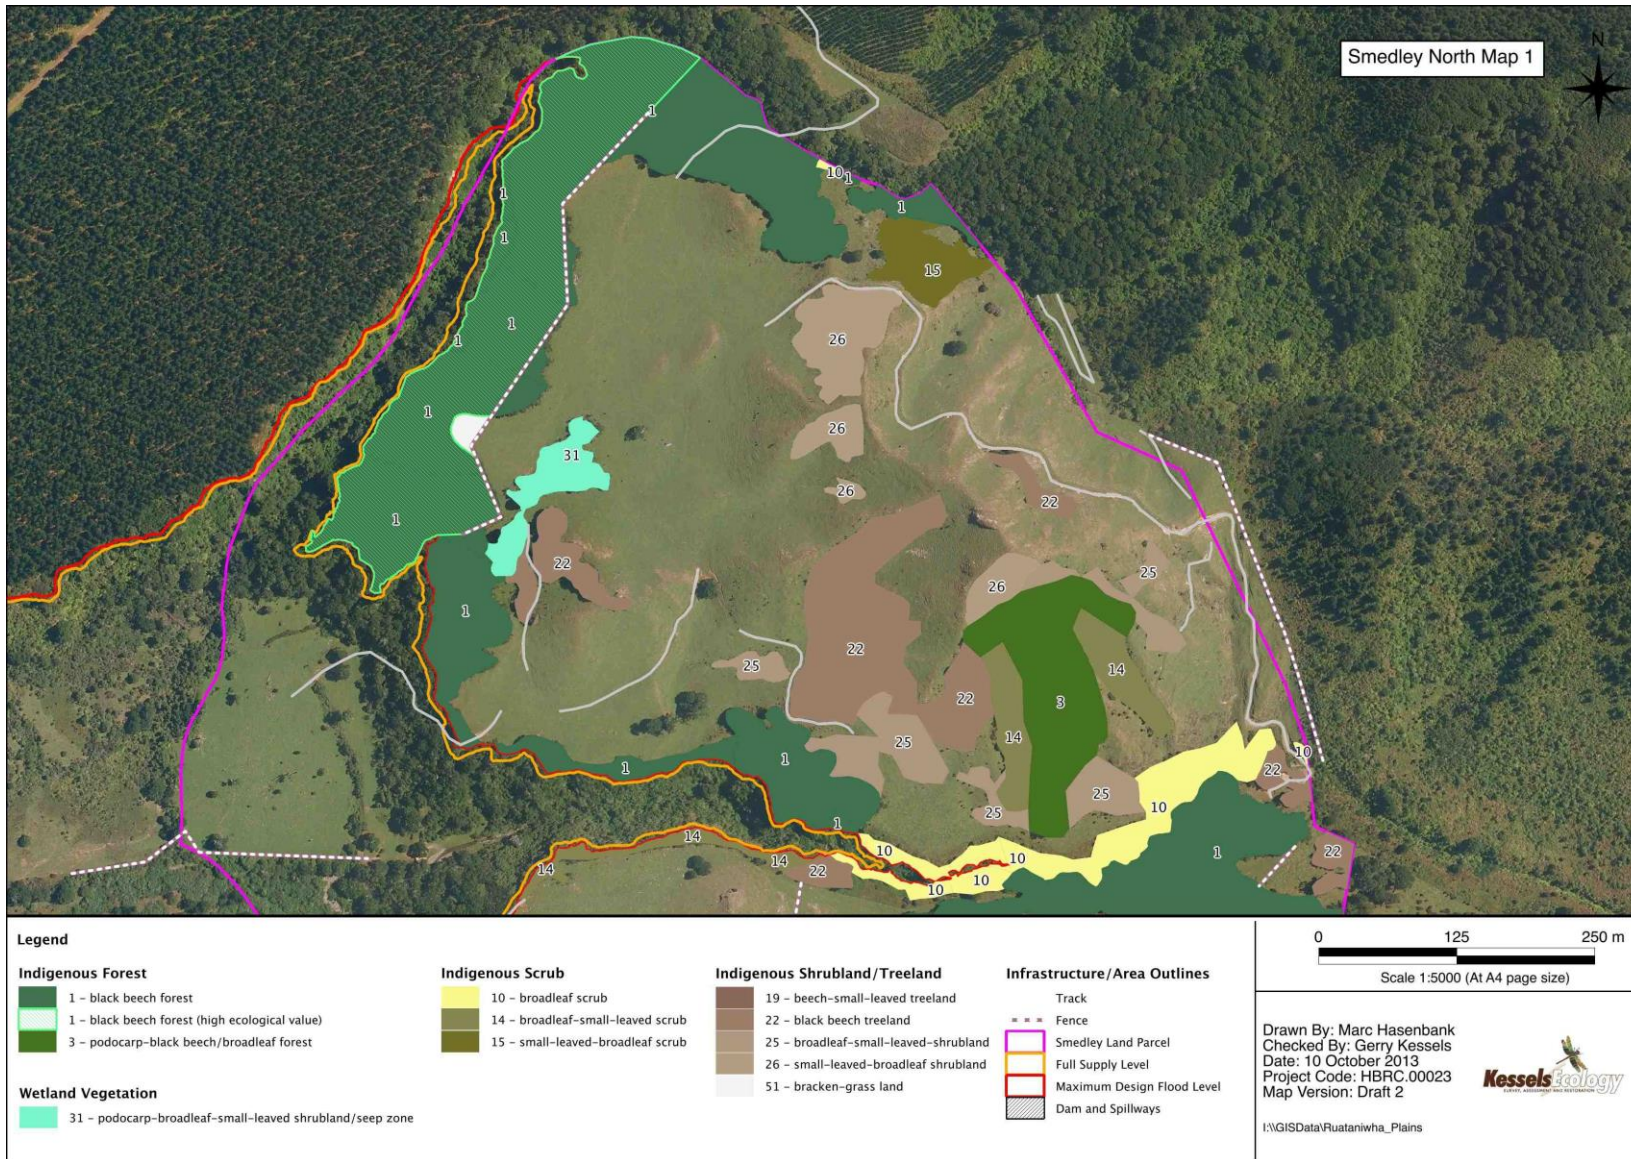 Smedley North Map 1
N
1
10
1
1
1
1
15
1
26
1
1
26
31
26
22
1
22
25
26
1
22
25
14
22
3
25
14
1
10
1
22
25
25
10
1
14
10
10
1
22
14
22
14
10
10
Legend
Indigenous Forest
1 - black beech forest
1 - black beech forest (high ecological value)
3 - podocarp-black beech/broadleaf forest
Wetland Vegetation
31 - podocarp-broadleaf-small-leaved shrubland/seep zone
Indigenous Scrub
10 - broadleaf scrub
14 - broadleaf-small-leaved scrub
15 - small-leaved-broadleaf scrub
Indigenous Shrubland/Treeland
19 - beech-small-leaved treeland
22 - black beech treeland
25 - broadleaf-small-leaved-shrubland
26 - small-leaved-broadleaf shrubland
51 - bracken-grass land
Infrastructure/Area Outlines
Track
Fence
Smedley Land Parcel
Full Supply Level
Maximum Design Flood Level
Dam and Spillways
0 125 250 m
Scale 1:5000 (At A4 page size)
Drawn By: Marc Hasenbank
Checked By: Gerry Kessels
Date: 10 October 2013
Project Code: HBRC.00023
Map Version: Draft 2
I:\\GISData\Ruataniwha_Plains
Kessels Ecology
SURVEY, ASSESSMENT AND RESTORATION